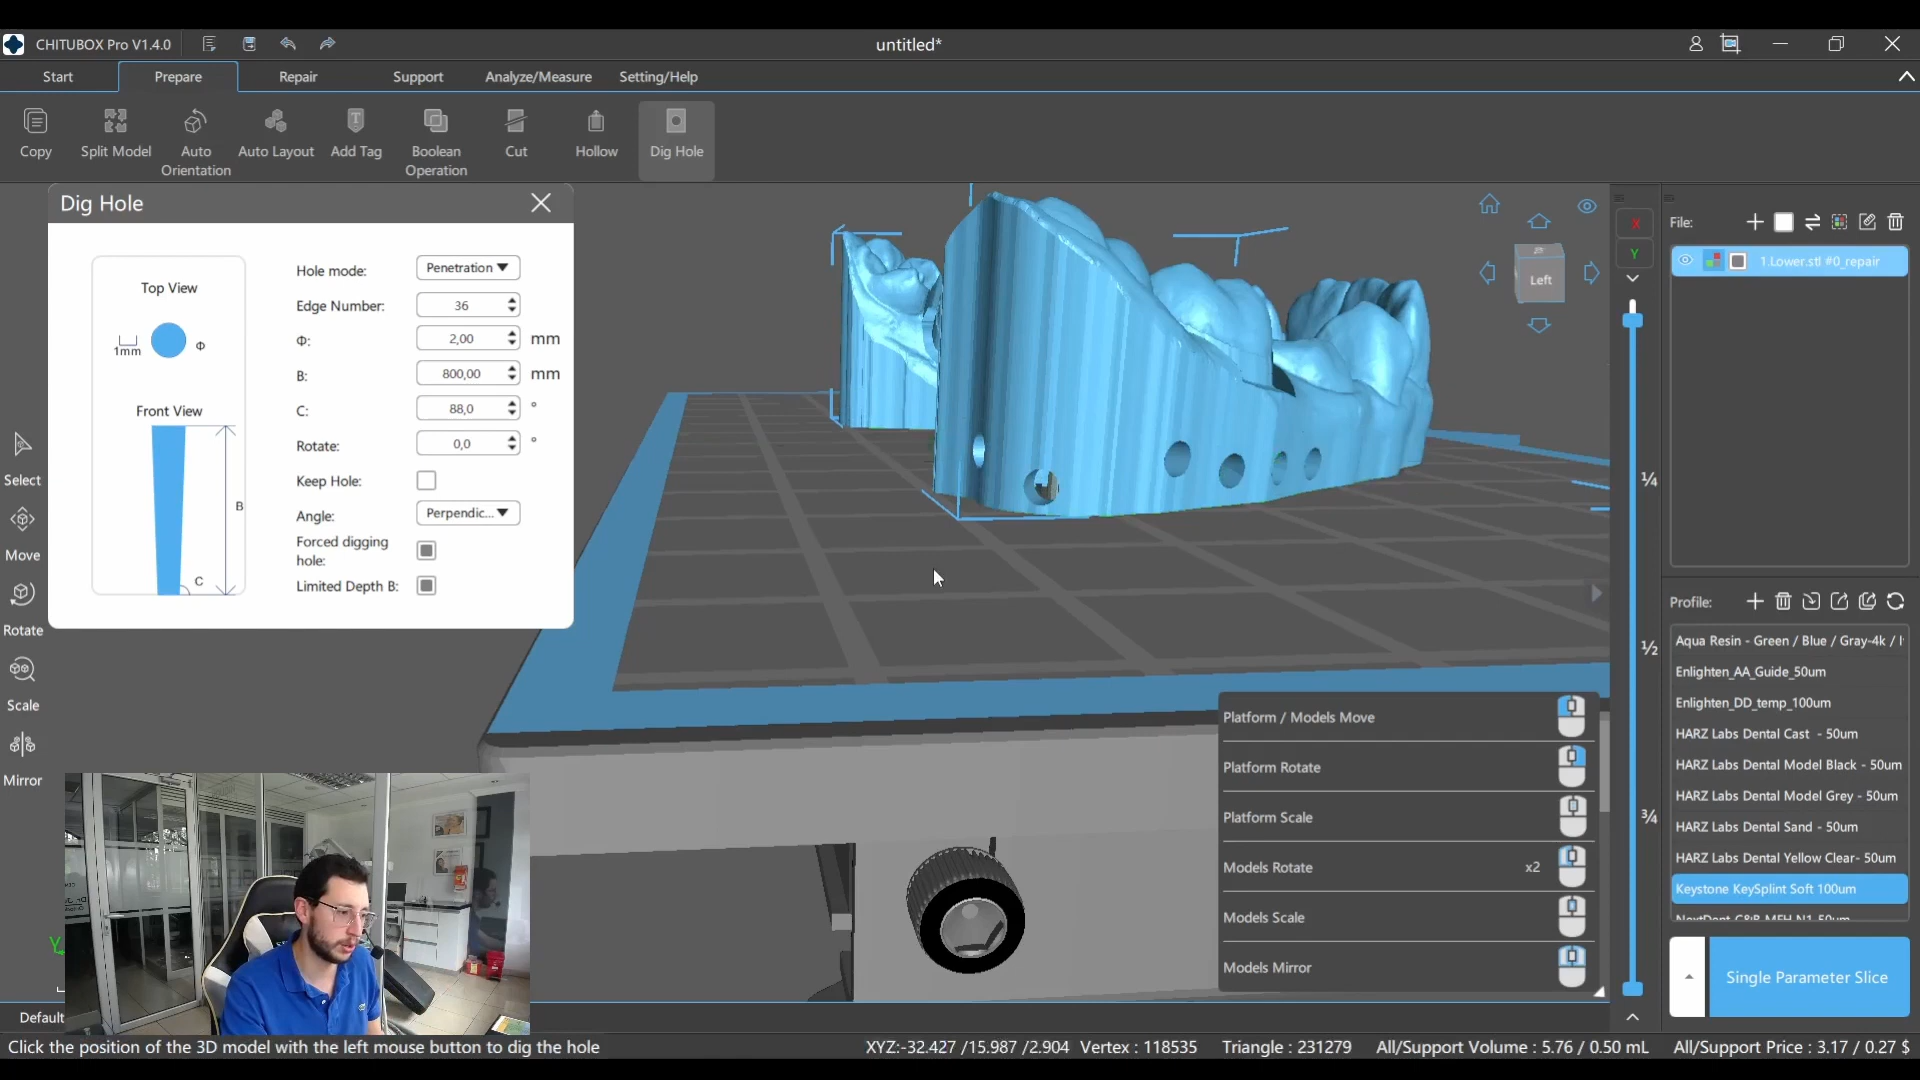 CHITUBOX Pro V1.4.0
untitled*
Start
Prepare
Repair
Support
Analyze/Measure
Setting/Help
Copy
Split Model
Auto
Orientation
Auto Layout
Add Tag
Boolean
Operation
Cut
Hollow
Dig Hole
Dig Hole
Top View
1mm
Φ
Front View
B
C
Hole mode:
Penetration
Edge Number:
36
Φ:
2,00
mm
B:
800,00
mm
C:
88,0
°
Rotate:
0,0
°
Keep Hole:
Angle:
Perpendic...
Forced digging
hole:
Limited Depth B:
Select
Move
Rotate
Scale
Mirror
Y
Default
Left
X
Y
1/4
1/2
3/4
File:
1.Lower.stl #0_repair
Profile:
Aqua Resin - Green / Blue / Gray-4k /
Enlighten_AA_Guide_50um
Enlighten_DD_temp_100um
HARZ Labs Dental Cast  - 50um
HARZ Labs Dental Model Black - 50um
HARZ Labs Dental Model Grey - 50um
HARZ Labs Dental Sand - 50um
HARZ Labs Dental Yellow Clear- 50um
Keystone KeySplint Soft 100um
NextDent C&B MFH N1 50um
Single Parameter Slice
Platform / Models Move
Platform Rotate
Platform Scale
Models Rotate
x2
Models Scale
Models Mirror
Click the position of the 3D model with the left mouse button to dig the hole
XYZ:-32.427 /15.987 /2.904
Vertex : 118535
Triangle : 231279
All/Support Volume : 5.76 / 0.50 mL
All/Support Price : 3.17 / 0.27 $